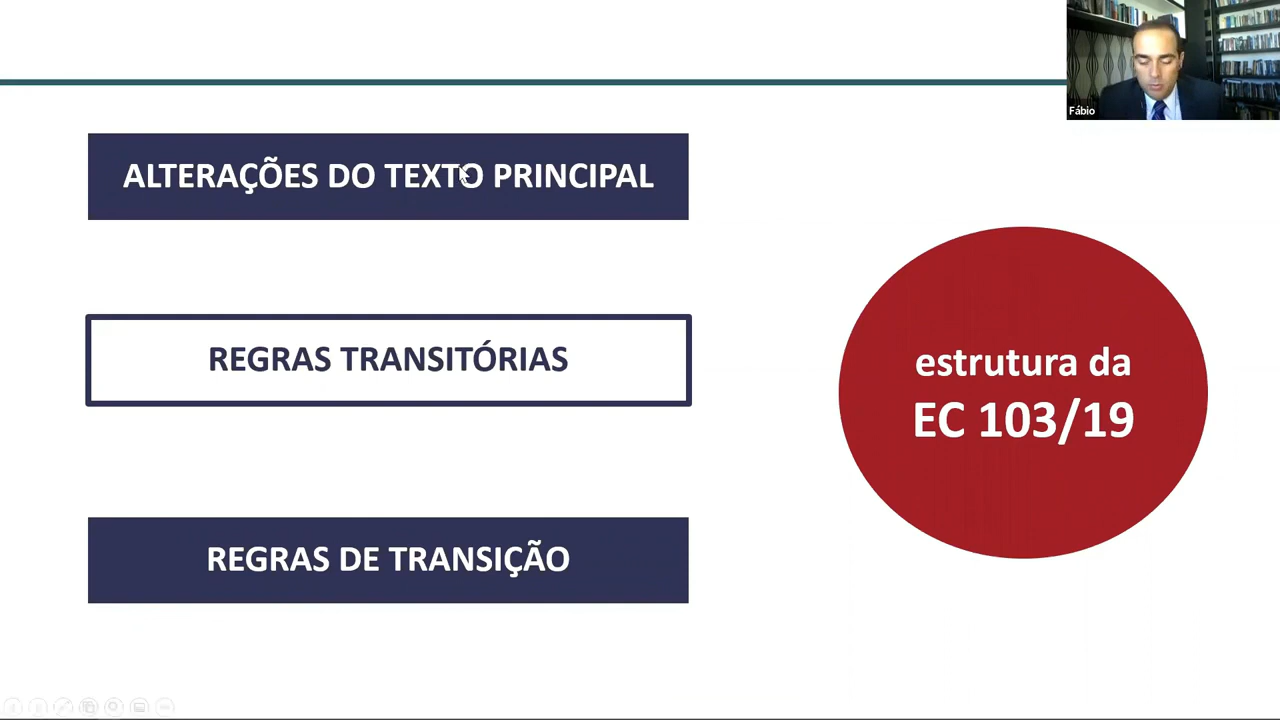 Fábio
ALTERAÇÕES DO TEXTO PRINCIPAL
REGRAS TRANSITÓRIAS
estrutura da
EC 103/19
REGRAS DE TRANSIÇÃO